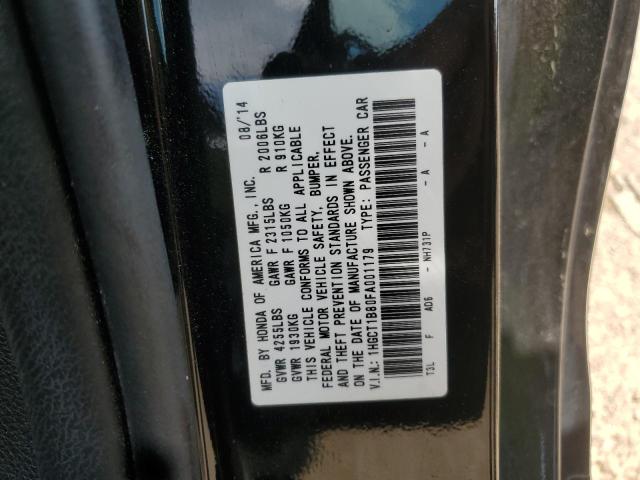 MFD. BY HONDA OF AMERICA MFG., INC. 08/'14
GVWR 4255LBS GAWR F 2315LBS R 2006LBS
GVWR 1930KG GAWR F 1050KG R 910KG
THIS VEHICLE CONFORMS TO ALL APPLICABLE
FEDERAL MOTOR VEHICLE SAFETY, BUMPER,
AND THEFT PREVENTION STANDARDS IN EFFECT
ON THE DATE OF MANUFACTURE SHOWN ABOVE.
V.I.N.: 1HGCT1B80FA001179 TYPE: PASSENGER CAR
T3L F AD6 - NH731P - A - A